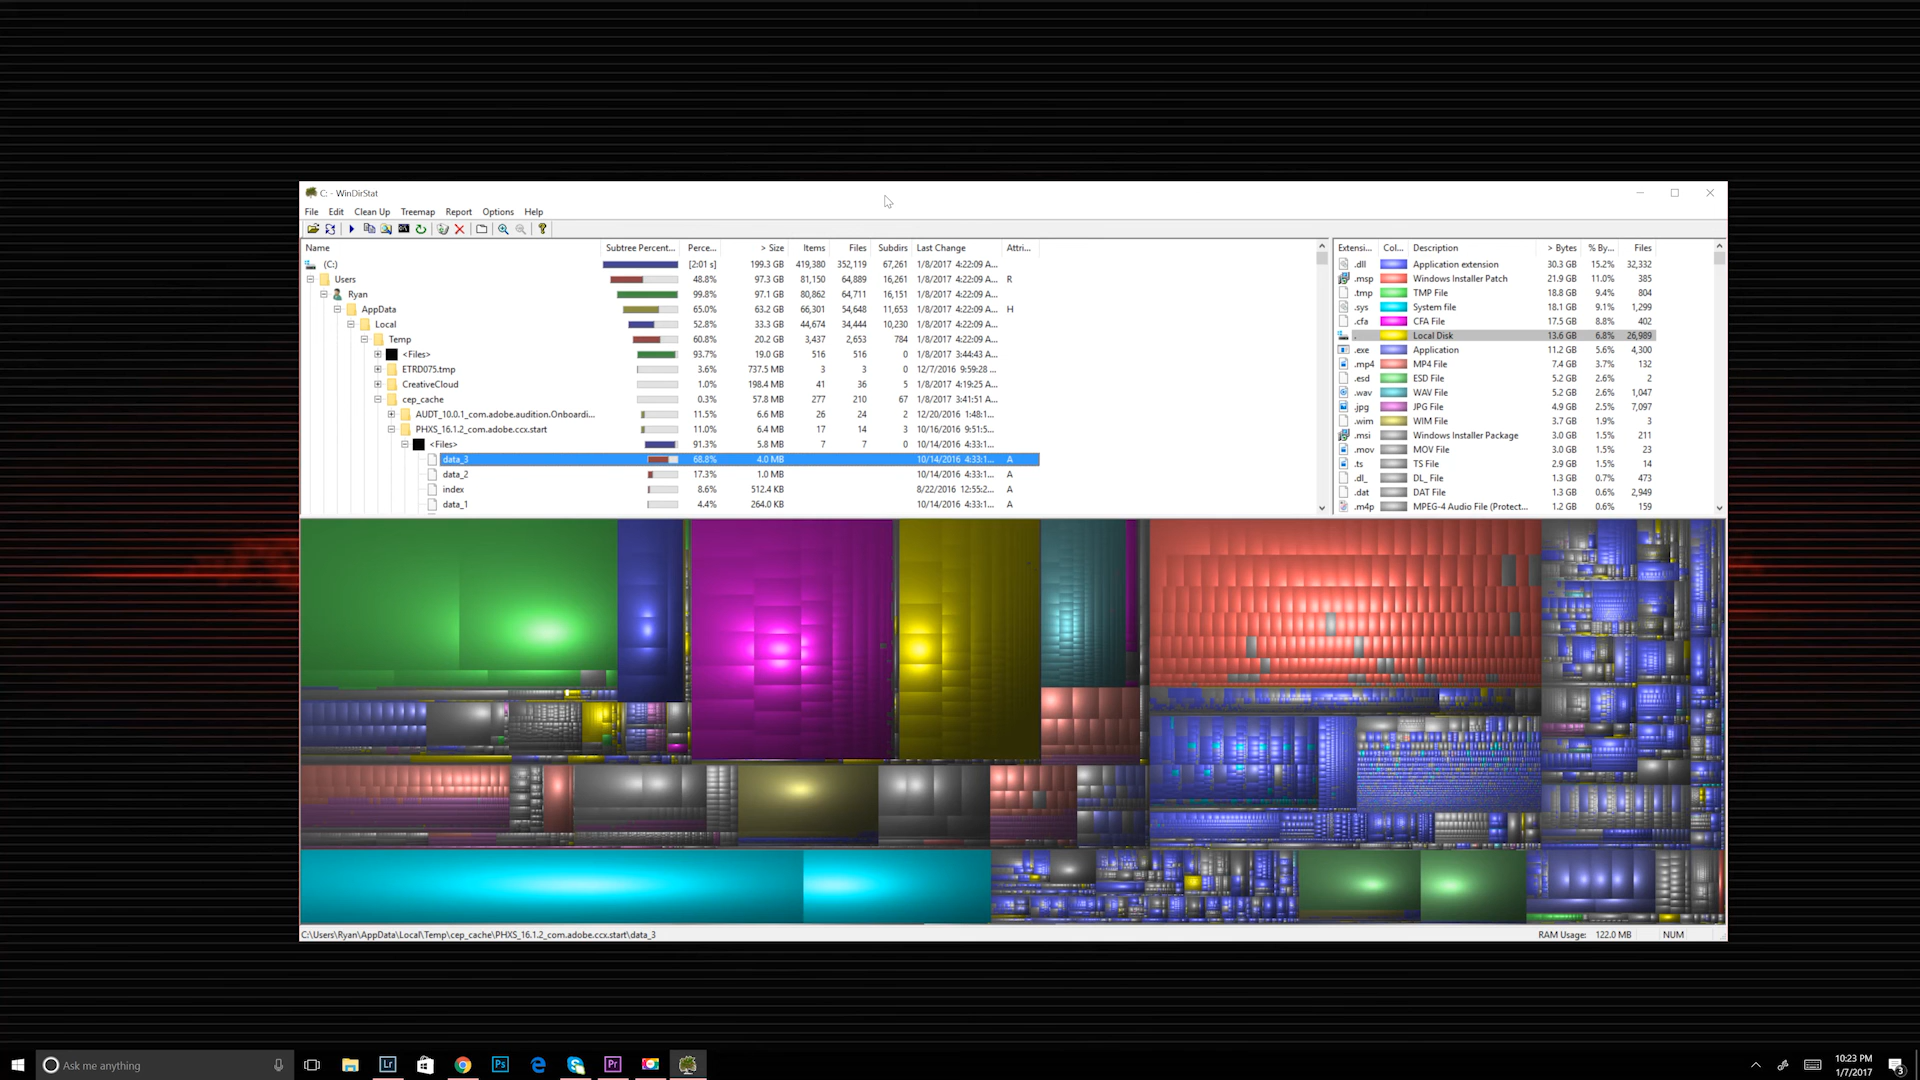 C: - WinDirStat
File Edit Clean Up Treemap Report Options Help
Name Subtree Percent... Perce... > Size Items Files Subdirs Last Change Attri...
(C:) [2:01 s] 199.3 GB 419,380 352,119 67,261 1/8/2017 4:22:09 A...
Users 48.8% 97.3 GB 81,150 64,889 16,261 1/8/2017 4:22:09 A... R
Ryan 99.8% 97.1 GB 80,862 64,711 16,151 1/8/2017 4:22:09 A...
AppData 65.0% 63.2 GB 66,301 54,648 11,653 1/8/2017 4:22:09 A... H
Local 52.8% 33.3 GB 44,674 34,444 10,230 1/8/2017 4:22:09 A...
Temp 60.8% 20.2 GB 3,437 2,653 784 1/8/2017 4:22:09 A...
<Files> 93.7% 19.0 GB 516 516 0 1/8/2017 3:44:43 A...
ETRD075.tmp 3.6% 737.5 MB 3 3 0 12/7/2016 9:59:28 ...
CreativeCloud 1.0% 198.4 MB 41 36 5 1/8/2017 4:19:25 A...
cep_cache 0.3% 57.8 MB 277 210 67 1/8/2017 3:41:51 A...
AUDT_10.0.1_com.adobe.audition.Onboardi... 11.5% 6.6 MB 26 24 2 12/20/2016 1:48:1...
PHXS_16.1.2_com.adobe.ccx.start 11.0% 6.4 MB 17 14 3 10/16/2016 9:51:5...
<Files> 91.3% 5.8 MB 7 7 0 10/14/2016 4:33:1...
data_3 68.8% 4.0 MB 10/14/2016 4:33:1... A
data_2 17.3% 1.0 MB 10/14/2016 4:33:1... A
index 8.6% 512.4 KB 8/22/2016 12:55:2... A
data_1 4.4% 264.0 KB 10/14/2016 4:33:1... A
Extensi... Col... Description > Bytes % By... Files
.dll Application extension 30.3 GB 15.2% 32,332
.msp Windows Installer Patch 21.9 GB 11.0% 385
.tmp TMP File 18.8 GB 9.4% 804
.sys System file 18.1 GB 9.1% 1,299
.cfa CFA File 17.5 GB 8.8% 402
. Local Disk 13.6 GB 6.8% 26,989
.exe Application 11.2 GB 5.6% 4,300
.mp4 MP4 File 7.4 GB 3.7% 132
.esd ESD File 5.2 GB 2.6% 2
.wav WAV File 5.2 GB 2.6% 1,047
.jpg JPG File 4.9 GB 2.5% 7,097
.wim WIM File 3.7 GB 1.9% 3
.msi Windows Installer Package 3.0 GB 1.5% 211
.mov MOV File 3.0 GB 1.5% 23
.ts TS File 2.9 GB 1.5% 14
.dl_ DL_ File 1.3 GB 0.7% 473
.dat DAT File 1.3 GB 0.6% 2,949
.m4p MPEG-4 Audio File (Protect... 1.2 GB 0.6% 159
C:\Users\Ryan\AppData\Local\Temp\cep_cache\PHXS_16.1.2_com.adobe.ccx.start\data_3
RAM Usage: 122.0 MB NUM
Ask me anything
Lr
Ps
Pr
10:23 PM
1/7/2017
3